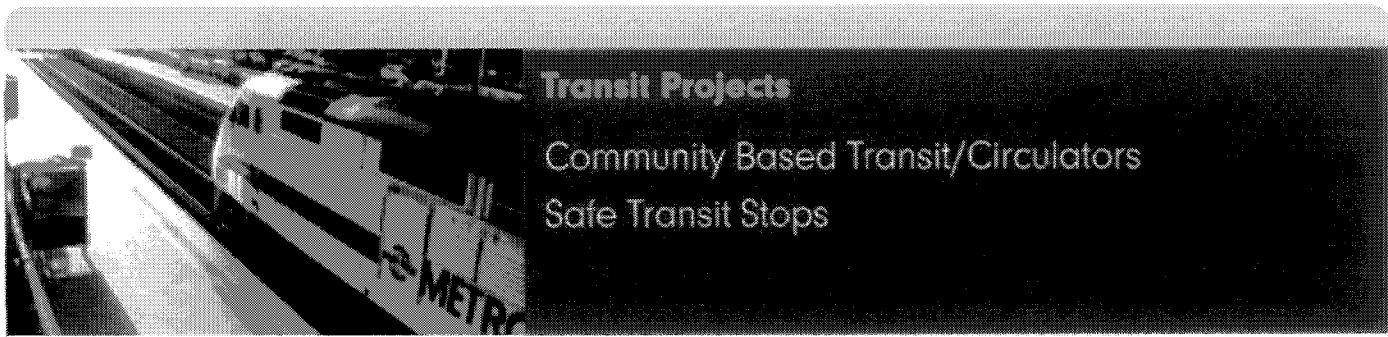 Transit Projects
Community Based Transit/Circulators
Safe Transit Stops
METRO